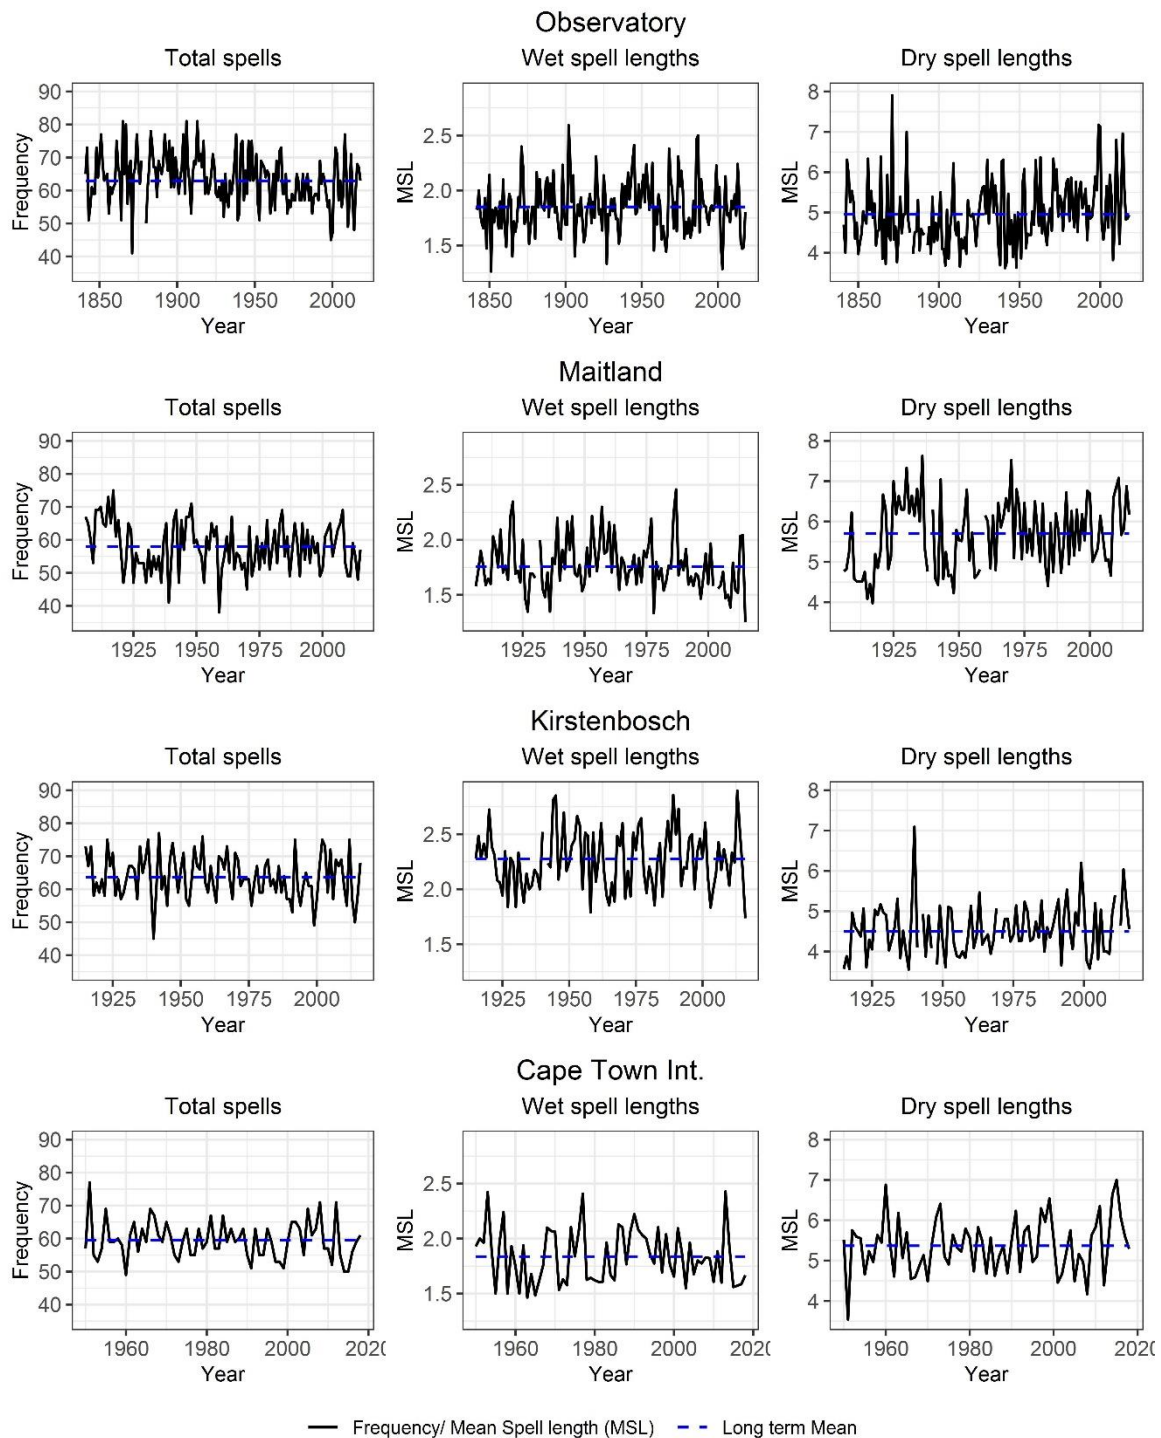 Observatory
Total spells
Wet spell lengths
Dry spell lengths
Frequency
90
80
70
60
50
40
1850
1900
1950
2000
Year
MSL
2.5
2.0
1.5
1850
1900
1950
2000
Year
MSL
8
7
6
5
4
1850
1900
1950
2000
Year
Maitland
Total spells
Wet spell lengths
Dry spell lengths
Frequency
90
80
70
60
50
40
1925
1950
1975
2000
Year
MSL
2.5
2.0
1.5
1925
1950
1975
2000
Year
MSL
8
7
6
5
4
1925
1950
1975
2000
Year
Kirstenbosch
Total spells
Wet spell lengths
Dry spell lengths
Frequency
90
80
70
60
50
40
1925
1950
1975
2000
Year
MSL
2.5
2.0
1.5
1925
1950
1975
2000
Year
MSL
8
7
6
5
4
1925
1950
1975
2000
Year
Cape Town Int.
Total spells
Wet spell lengths
Dry spell lengths
Frequency
90
80
70
60
50
40
1960
1980
2000
2020
Year
MSL
2.5
2.0
1.5
1960
1980
2000
2020
Year
MSL
8
7
6
5
4
1960
1980
2000
2020
Year
Frequency/ Mean Spell length (MSL)
Long term Mean